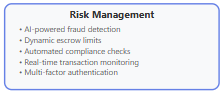 Risk Management
• AI-powered fraud detection
• Dynamic escrow limits
• Automated compliance checks
• Real-time transaction monitoring
• Multi-factor authentication